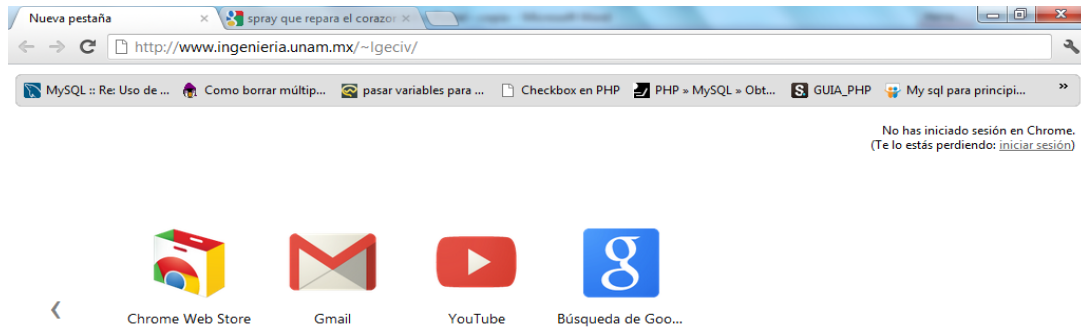 Nueva pestaña
spray que repara el corazor
http://www.ingenieria.unam.mx/~lgeciv/
MySQL :: Re: Uso de ...
Como borrar múltip...
pasar variables para ...
Checkbox en PHP
PHP » MySQL » Obt...
S.
GUIA_PHP
My sql para principi...
»
No has iniciado sesión en Chrome.
(Te lo estás perdiendo: iniciar sesión)
g
Chrome Web Store
Gmail
YouTube
Búsqueda de Goo...